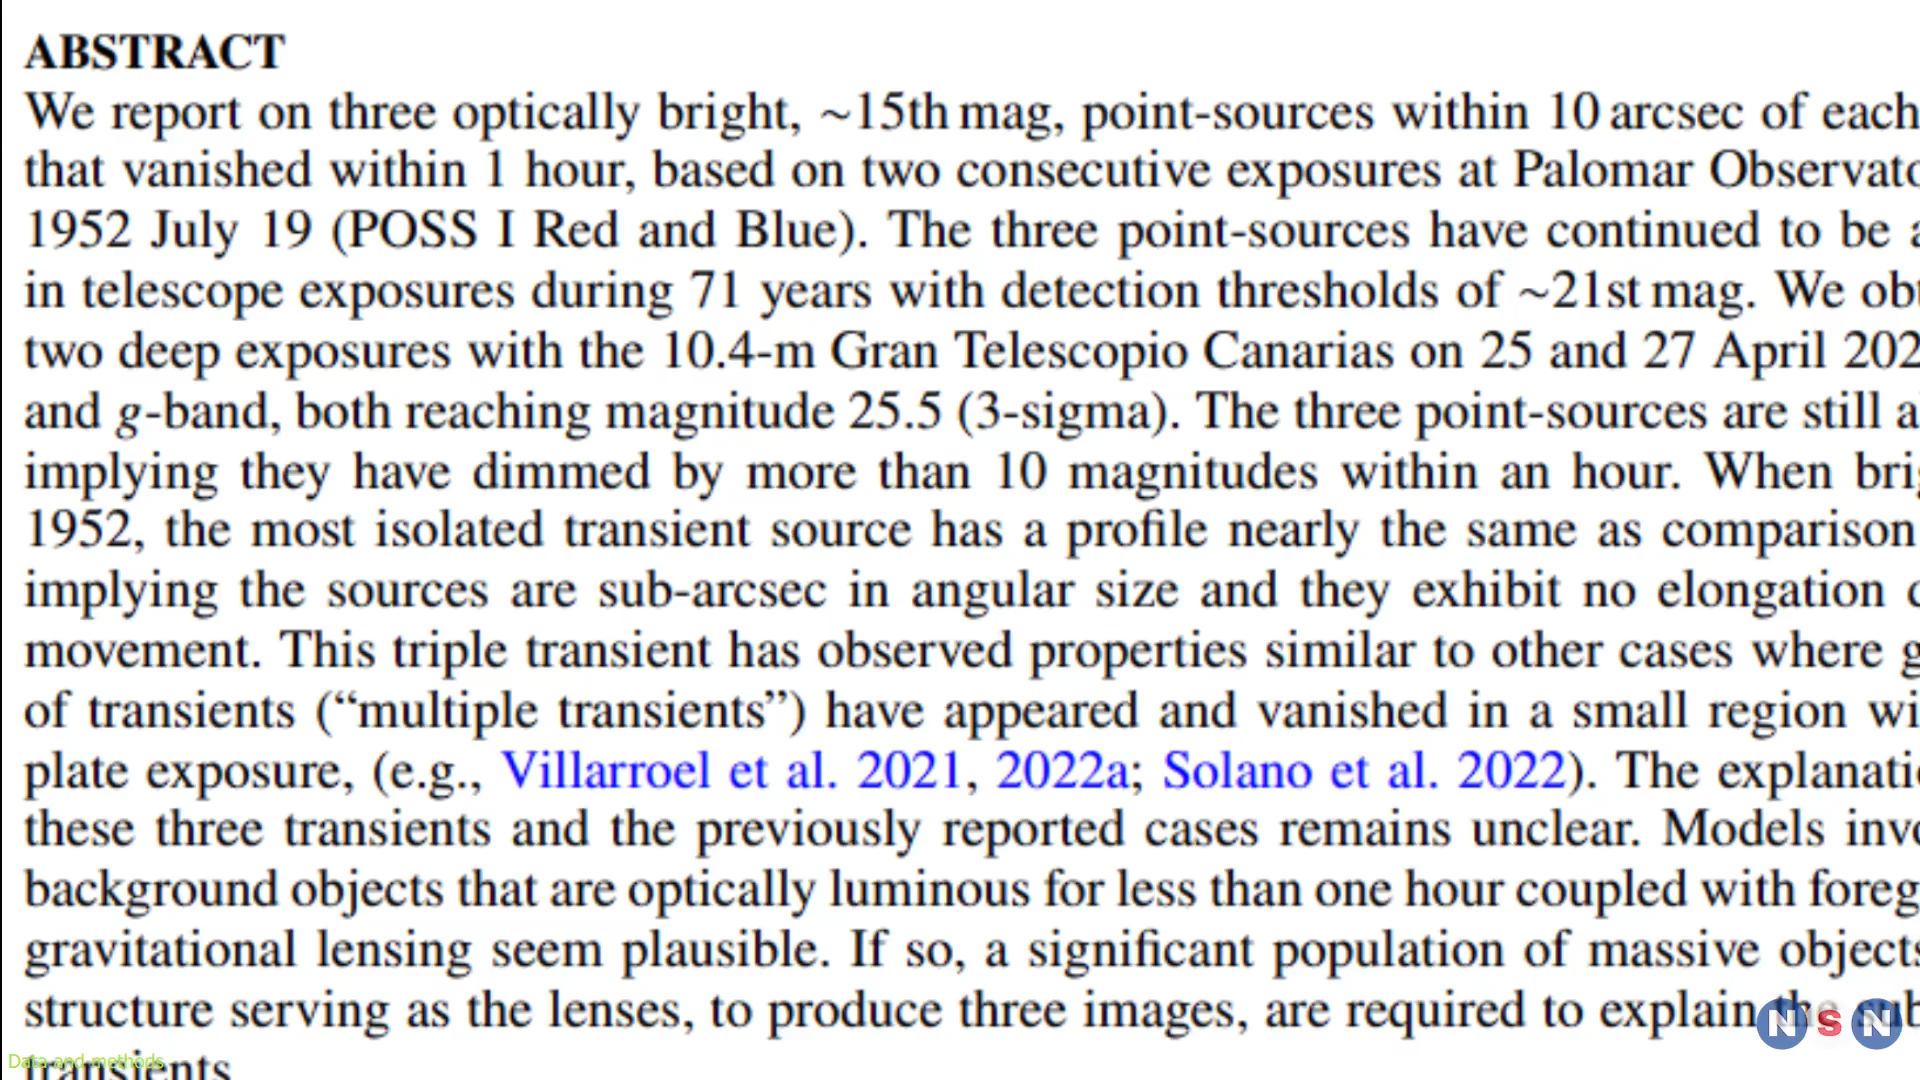 ABSTRACT
We report on three optically bright, ~15th mag, point-sources within 10 arcsec of each
that vanished within 1 hour, based on two consecutive exposures at Palomar Observato
1952 July 19 (POSS I Red and Blue). The three point-sources have continued to be a
in telescope exposures during 71 years with detection thresholds of ~21st mag. We obt
two deep exposures with the 10.4-m Gran Telescopio Canarias on 25 and 27 April 202
and g-band, both reaching magnitude 25.5 (3-sigma). The three point-sources are still a
implying they have dimmed by more than 10 magnitudes within an hour. When brig
1952, the most isolated transient source has a profile nearly the same as comparison
implying the sources are sub-arcsec in angular size and they exhibit no elongation
movement. This triple transient has observed properties similar to other cases where g
of transients (“multiple transients”) have appeared and vanished in a small region wi
plate exposure, (e.g., Villarroel et al. 2021, 2022a; Solano et al. 2022). The explanati
these three transients and the previously reported cases remains unclear. Models invo
background objects that are optically luminous for less than one hour coupled with foreg
gravitational lensing seem plausible. If so, a significant population of massive objects
structure serving as the lenses, to produce three images, are required to explain the sub
transients
Data and methods
NSN